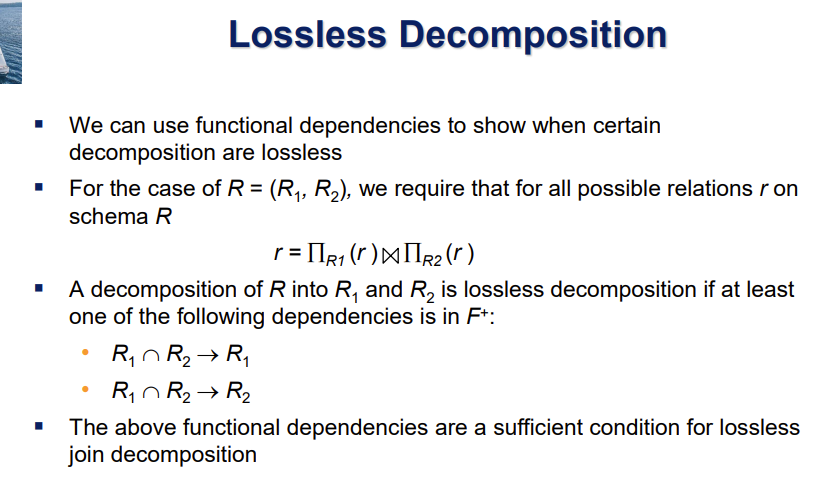 Lossless Decomposition
▪ We can use functional dependencies to show when certain
decomposition are lossless
▪ For the case of R = (R₁, R₂), we require that for all possible relations r on
schema R
r = ∏R1 (r ) ⋈ ∏R2 (r )
▪ A decomposition of R into R₁ and R₂ is lossless decomposition if at least
one of the following dependencies is in F⁺:
• R₁ ∩ R₂ → R₁
• R₁ ∩ R₂ → R₂
▪ The above functional dependencies are a sufficient condition for lossless
join decomposition